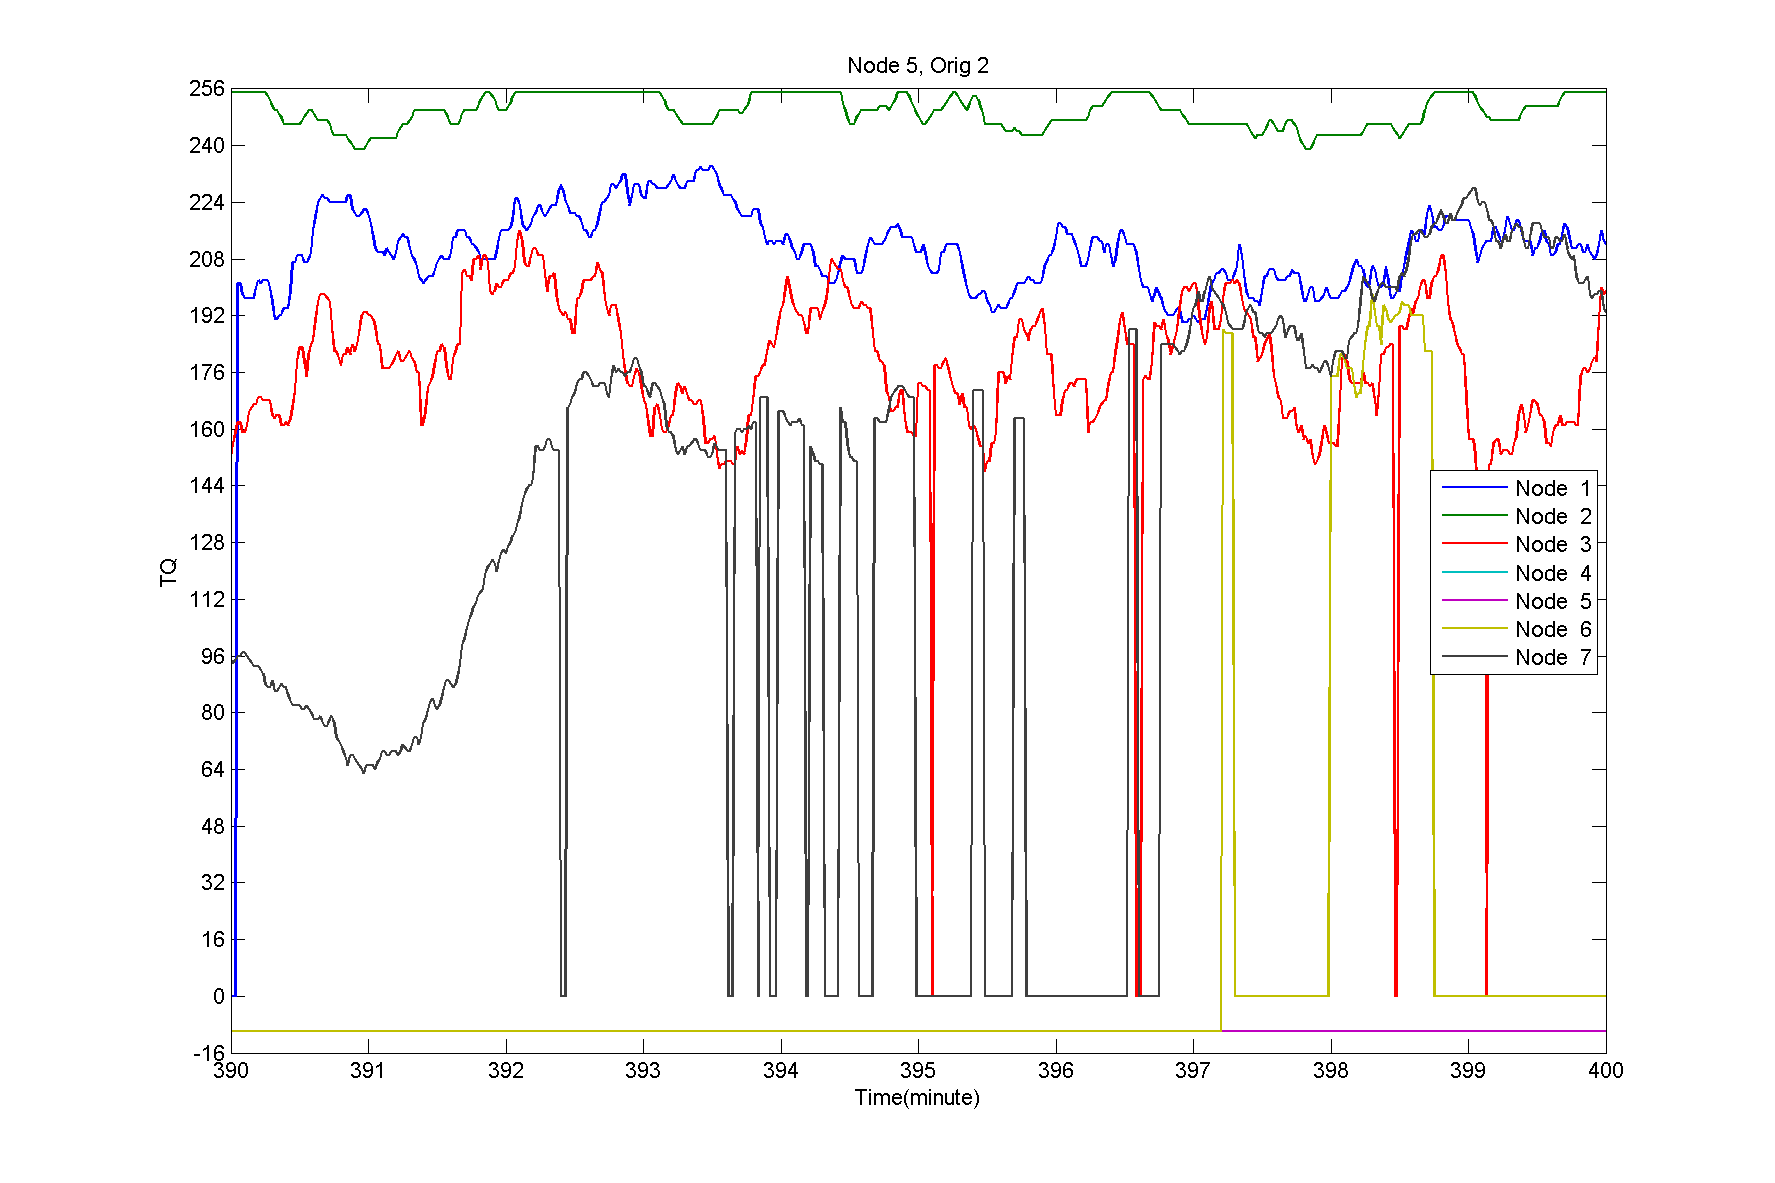 Node 5, Orig 2
256
240
224
208
192
176
160
144
128
112
96
80
64
48
32
16
0
-16
TQ
Node 1
Node 2
Node 3
Node 4
Node 5
Node 6
Node 7
390 391 392 393 394 395 396 397 398 399 400
Time(minute)